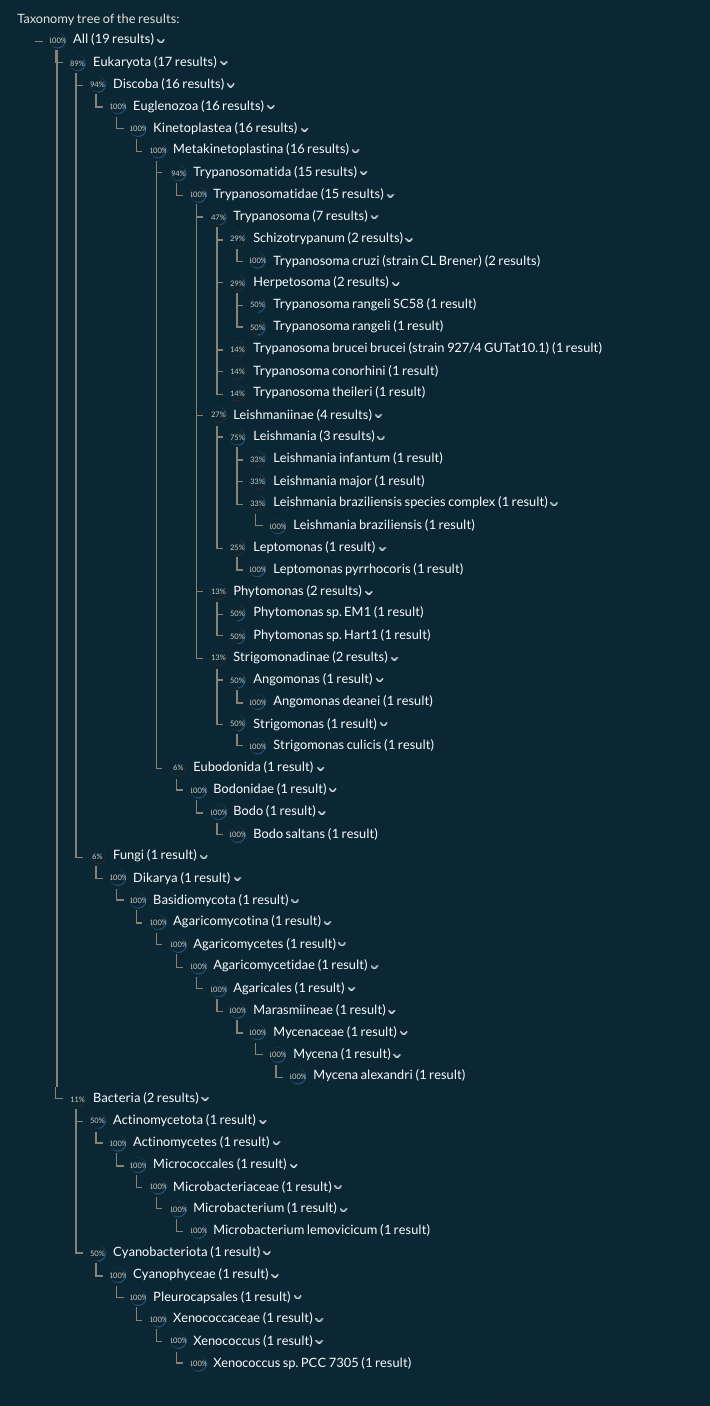 Taxonomy tree of the results:
100% All (19 results)
89% Eukaryota (17 results)
94% Discoba (16 results)
100% Euglenozoa (16 results)
100% Kinetoplastea (16 results)
100% Metakinetoplastina (16 results)
94% Trypanosomatida (15 results)
100% Trypanosomatidae (15 results)
47% Trypanosoma (7 results)
29% Schizotrypanum (2 results)
100% Trypanosoma cruzi (strain CL Brener) (2 results)
29% Herpetosoma (2 results)
50% Trypanosoma rangeli SC58 (1 result)
50% Trypanosoma rangeli (1 result)
14% Trypanosoma brucei brucei (strain 927/4 GUTat10.1) (1 result)
14% Trypanosoma conorhini (1 result)
14% Trypanosoma theileri (1 result)
27% Leishmaniinae (4 results)
75% Leishmania (3 results)
33% Leishmania infantum (1 result)
33% Leishmania major (1 result)
33% Leishmania braziliensis species complex (1 result)
100% Leishmania braziliensis (1 result)
25% Leptomonas (1 result)
100% Leptomonas pyrrhocoris (1 result)
13% Phytomonas (2 results)
50% Phytomonas sp. EM1 (1 result)
50% Phytomonas sp. Hart1 (1 result)
13% Strigomonadinae (2 results)
50% Angomonas (1 result)
100% Angomonas deanei (1 result)
50% Strigomonas (1 result)
100% Strigomonas culicis (1 result)
6% Eubodonida (1 result)
100% Bodonidae (1 result)
100% Bodo (1 result)
100% Bodo saltans (1 result)
6% Fungi (1 result)
100% Dikarya (1 result)
100% Basidiomycota (1 result)
100% Agaricomycotina (1 result)
100% Agaricomycetes (1 result)
100% Agaricomycetidae (1 result)
100% Agaricales (1 result)
100% Marasmiineae (1 result)
100% Mycenaceae (1 result)
100% Mycena (1 result)
100% Mycena alexandri (1 result)
11% Bacteria (2 results)
50% Actinomycetota (1 result)
100% Actinomycetes (1 result)
100% Micrococcales (1 result)
100% Microbacteriaceae (1 result)
100% Microbacterium (1 result)
100% Microbacterium lemovicicum (1 result)
50% Cyanobacteriota (1 result)
100% Cyanophyceae (1 result)
100% Pleurocapsales (1 result)
100% Xenococcaceae (1 result)
100% Xenococcus (1 result)
100% Xenococcus sp. PCC 7305 (1 result)